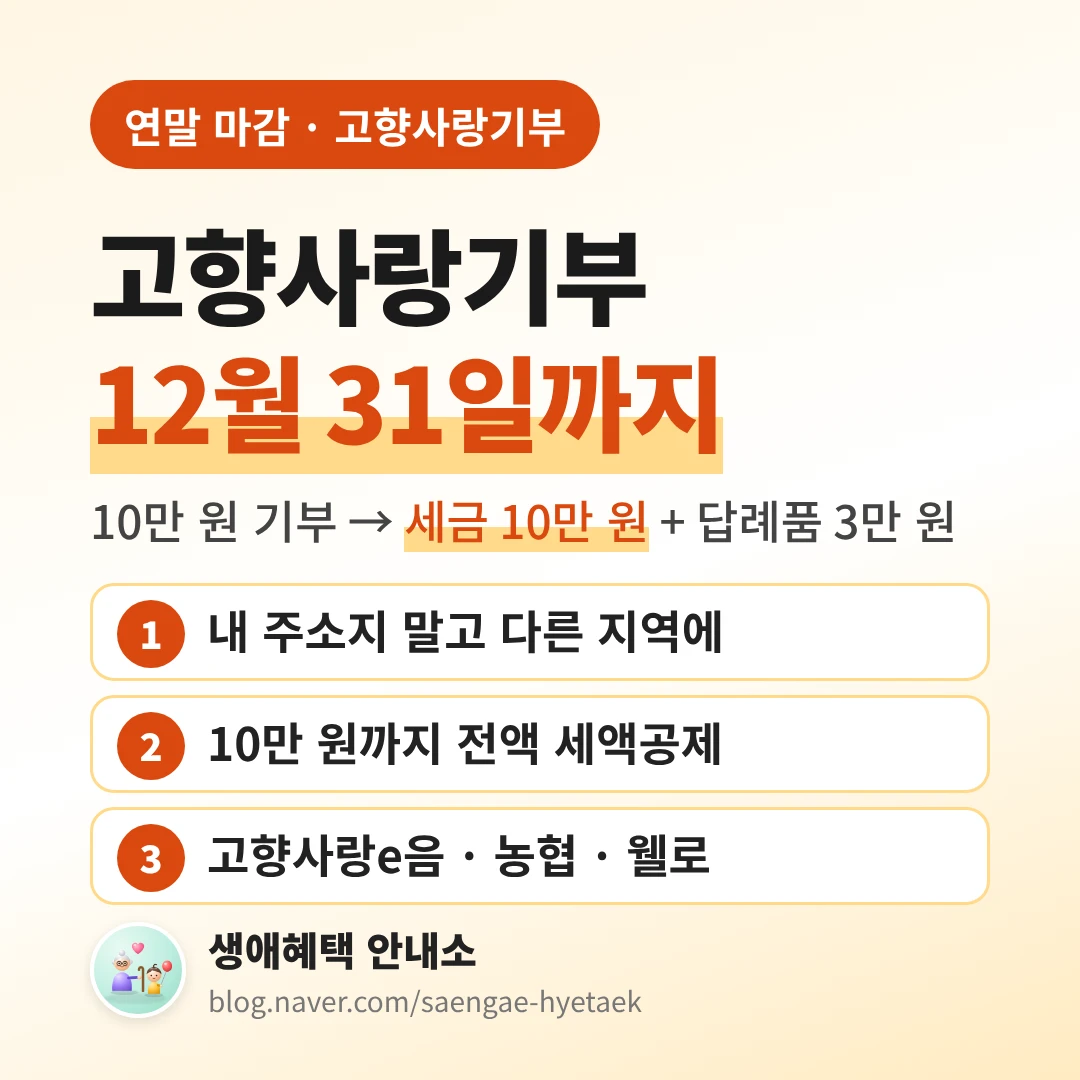 연말 마감 · 고향사랑기부
고향사랑기부
12월 31일까지
10만 원 기부 → 세금 10만 원 + 답례품 3만 원
1 내 주소지 말고 다른 지역에
2 10만 원까지 전액 세액공제
3 고향사랑e음 · 농협 · 웰로
생애혜택 안내소
blog.naver.com/saengae-hyetaek